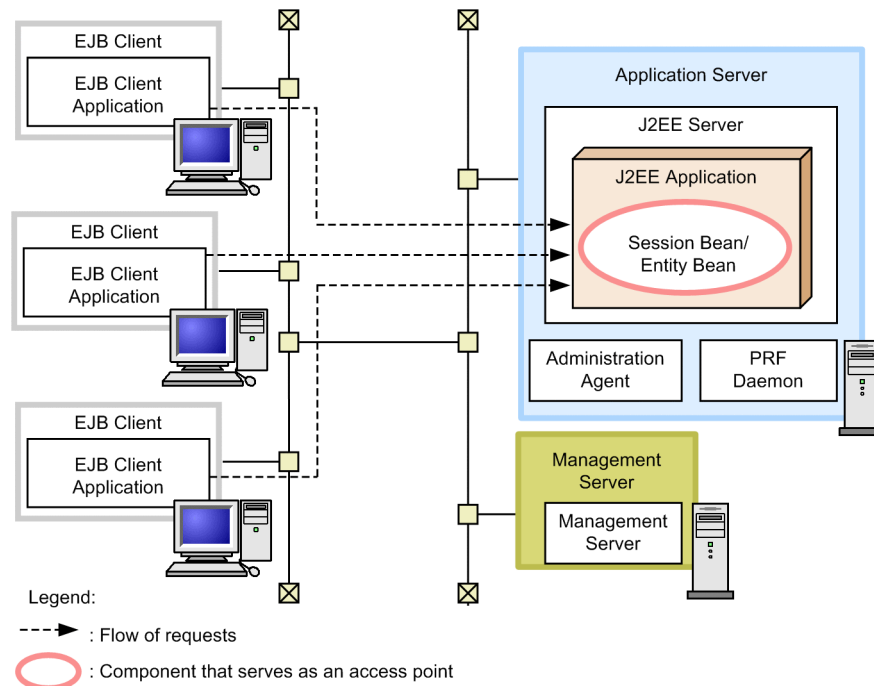 EJB Client
EJB Client
Application
EJB Client
EJB Client
Application
EJB Client
EJB Client
Application
Application Server
J2EE Server
J2EE Application
Session Bean/
Entity Bean
Administration
Agent
PRF
Daemon
Management
Server
Management
Server
Legend:
: Flow of requests
: Component that serves as an access point